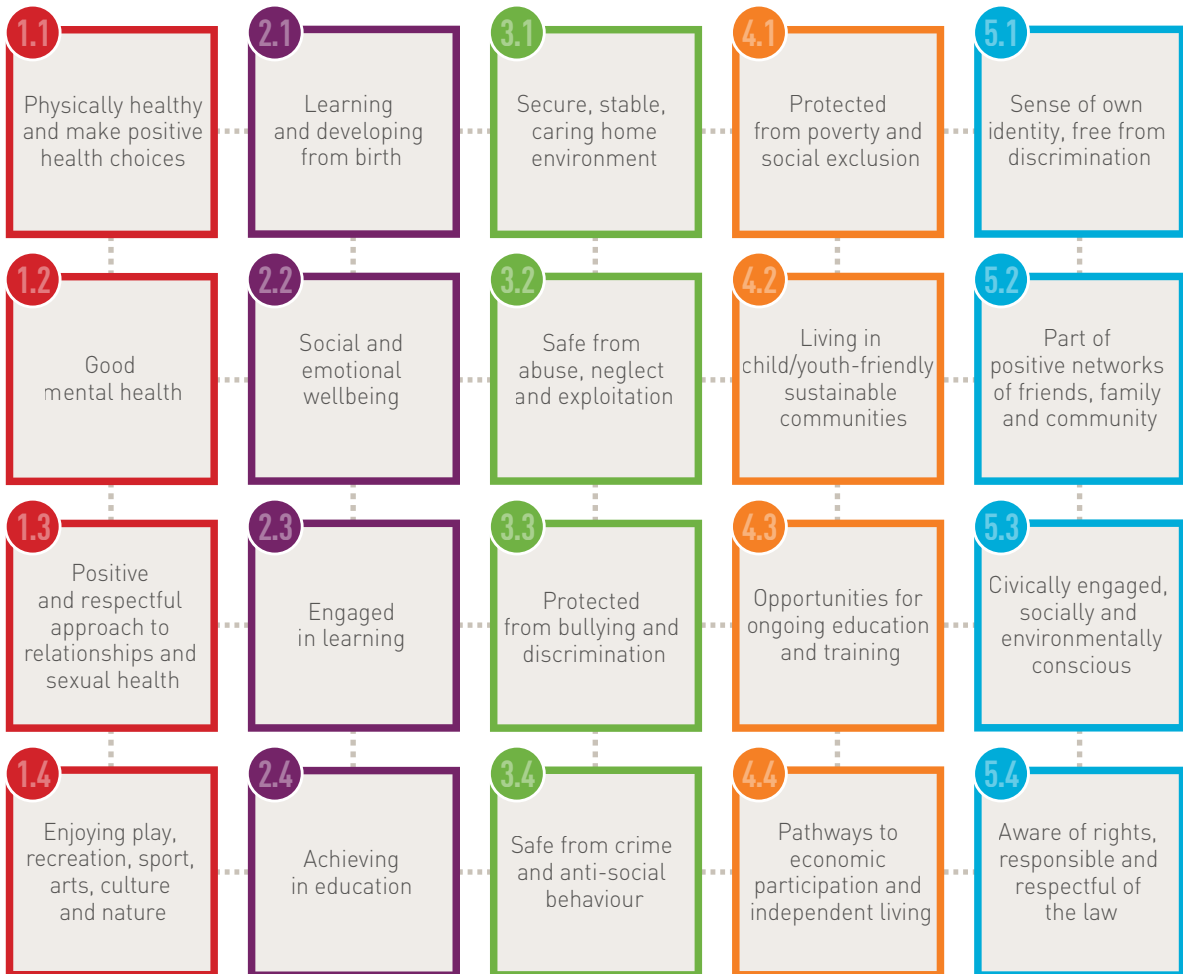 1.1
Physically healthy
and make positive
health choices
2.1
Learning
and developing
from birth
3.1
Secure, stable,
caring home
environment
4.1
Protected
from poverty and
social exclusion
5.1
Sense of own
identity, free from
discrimination
1.2
Good
mental health
2.2
Social and
emotional
wellbeing
3.2
Safe from
abuse, neglect
and exploitation
4.2
Living in
child/youth-friendly
sustainable
communities
5.2
Part of
positive networks
of friends, family
and community
1.3
Positive
and respectful
approach to
relationships and
sexual health
2.3
Engaged
in learning
3.3
Protected
from bullying and
discrimination
4.3
Opportunities for
ongoing education
and training
5.3
Civically engaged,
socially and
environmentally
conscious
1.4
Enjoying play,
recreation, sport,
arts, culture
and nature
2.4
Achieving
in education
3.4
Safe from crime
and anti-social
behaviour
4.4
Pathways to
economic
participation and
independent living
5.4
Aware of rights,
responsible and
respectful of
the law